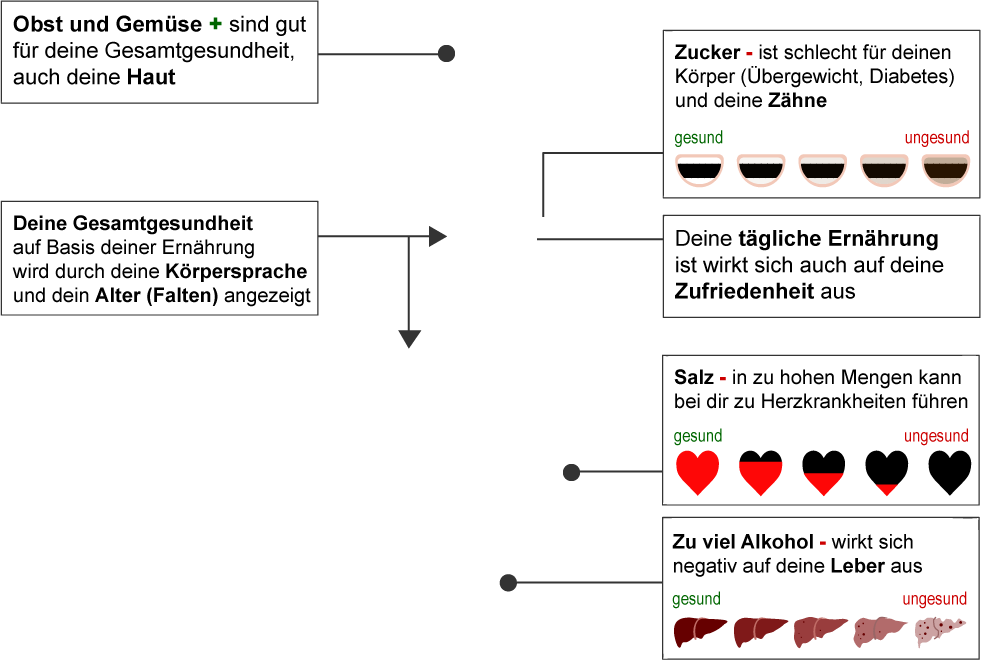 Obst und Gemüse + sind gut
für deine Gesamtgesundheit,
auch deine Haut
Zucker - ist schlecht für deinen
Körper (Übergewicht, Diabetes)
und deine Zähne
gesund
ungesund
Deine Gesamtgesundheit
auf Basis deiner Ernährung
wird durch deine Körpersprache
und dein Alter (Falten) angezeigt
Deine tägliche Ernährung
ist wirkt sich auch auf deine
Zufriedenheit aus
Salz - in zu hohen Mengen kann
bei dir zu Herzkrankheiten führen
gesund
ungesund
Zu viel Alkohol - wirkt sich
negativ auf deine Leber aus
gesund
ungesund